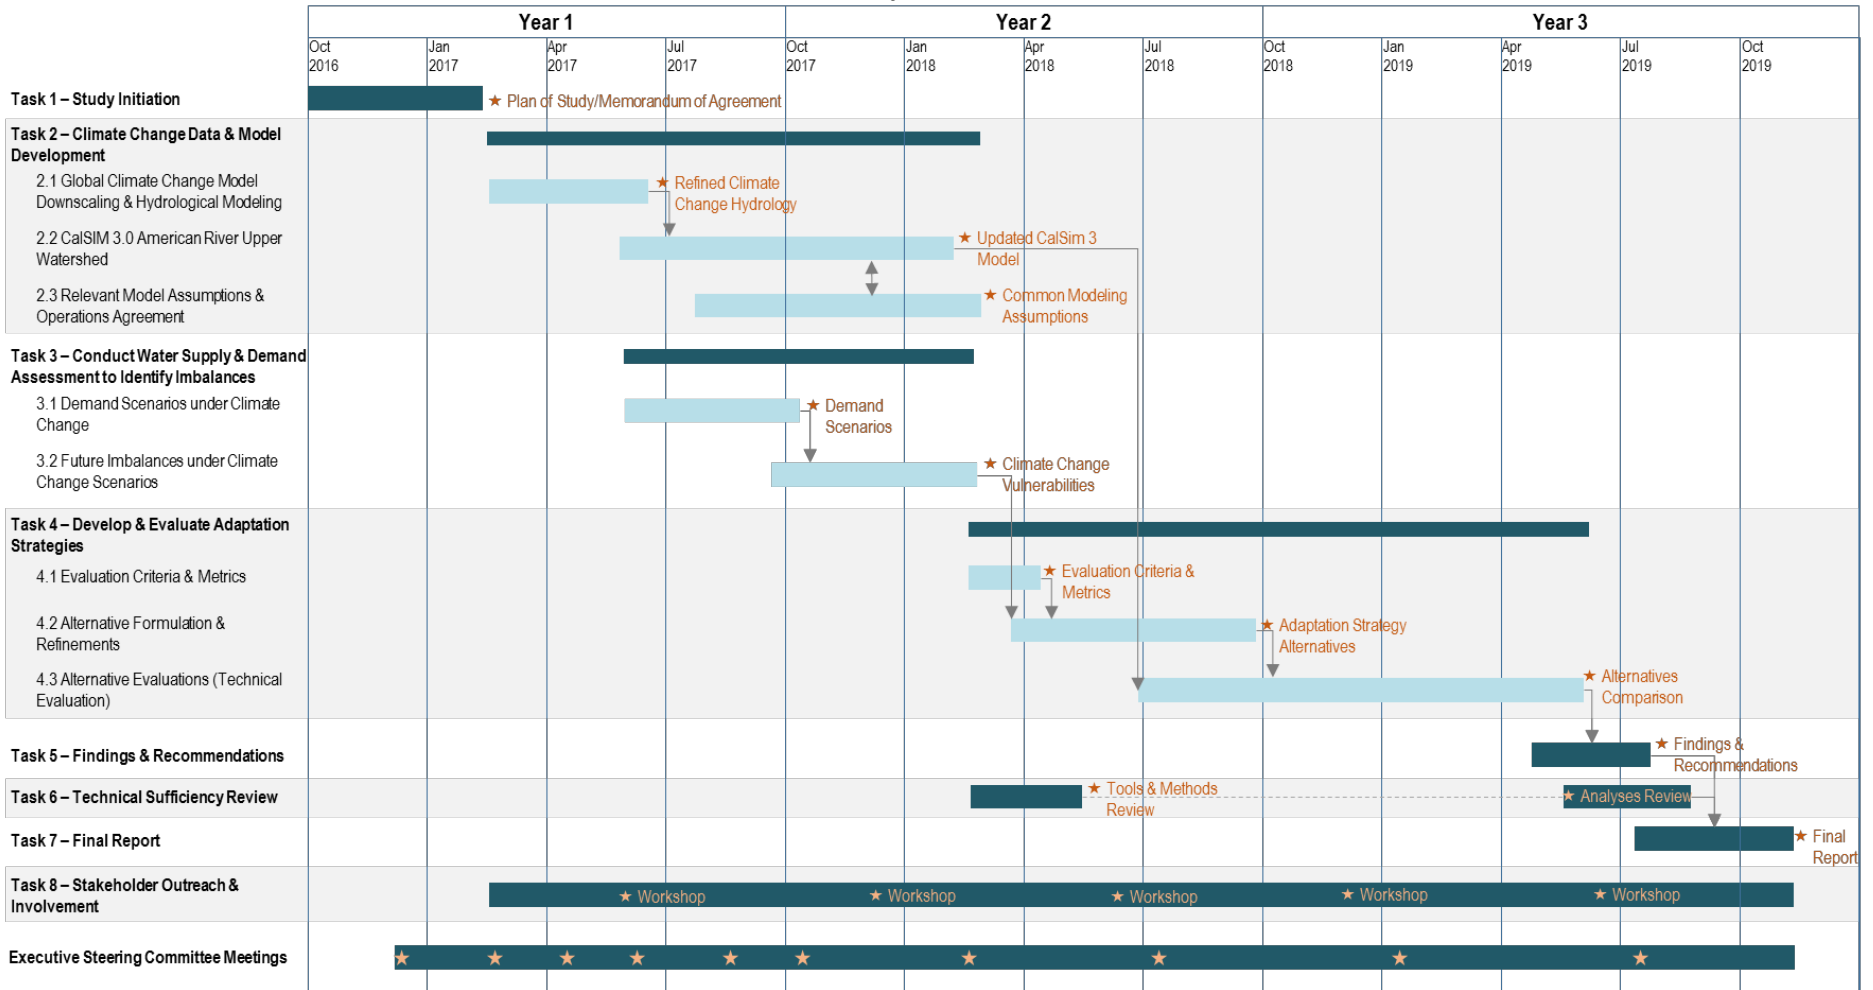 Year 1
Year 2
Year 3
Oct
2016
Jan
2017
Apr
2017
Jul
2017
Oct
2017
Jan
2018
Apr
2018
Jul
2018
Oct
2018
Jan
2019
Apr
2019
Jul
2019
Oct
2019
Task 1 – Study Initiation
★ Plan of Study/Memorandum of Agreement
Task 2 – Climate Change Data & Model
Development
2.1 Global Climate Change Model
Downscaling & Hydrological Modeling
★ Refined Climate
Change Hydrology
2.2 CalSIM 3.0 American River Upper
Watershed
★ Updated CalSim 3
Model
2.3 Relevant Model Assumptions &
Operations Agreement
★ Common Modeling
Assumptions
Task 3 – Conduct Water Supply & Demand
Assessment to Identify Imbalances
3.1 Demand Scenarios under Climate
Change
★ Demand
Scenarios
3.2 Future Imbalances under Climate
Change Scenarios
★ Climate Change
Vulnerabilities
Task 4 – Develop & Evaluate Adaptation
Strategies
4.1 Evaluation Criteria & Metrics
★ Evaluation Criteria &
Metrics
4.2 Alternative Formulation &
Refinements
★ Adaptation Strategy
Alternatives
4.3 Alternative Evaluations (Technical
Evaluation)
★ Alternatives
Comparison
Task 5 – Findings & Recommendations
★ Findings &
Recommendations
Task 6 – Technical Sufficiency Review
★ Tools & Methods
Review
★ Analyses Review
Task 7 – Final Report
★ Final
Report
Task 8 – Stakeholder Outreach &
Involvement
★ Workshop
★ Workshop
★ Workshop
★ Workshop
★ Workshop
Executive Steering Committee Meetings